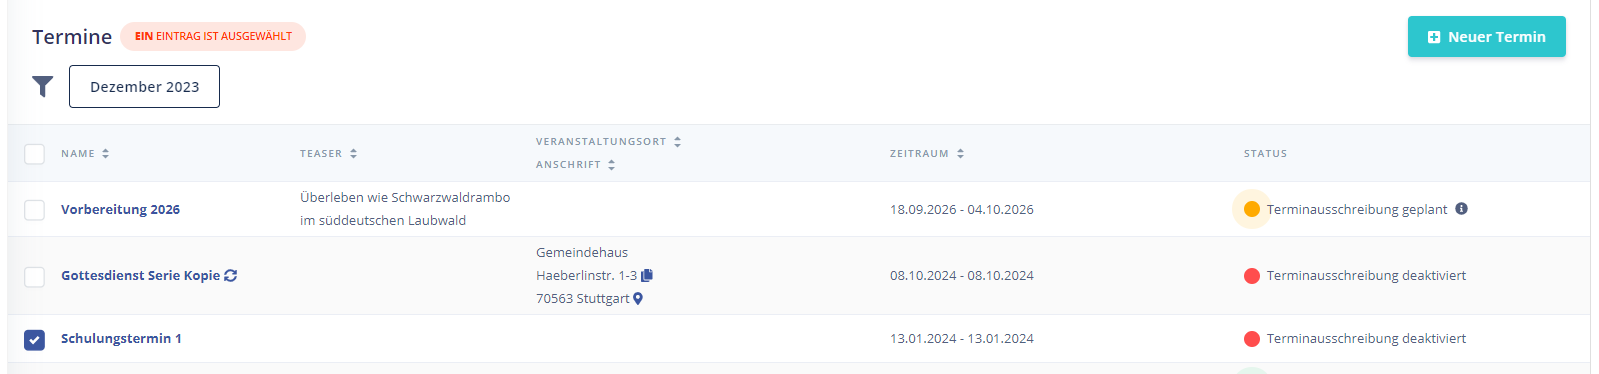 Termine
EIN EINTRAG IST AUSGEWÄHLT
Neuer Termin
Dezember 2023
NAME
TEASER
VERANSTALTUNGSORT
ANSCHRIFT
ZEITRAUM
STATUS
Vorbereitung 2026
Überleben wie Schwarzwaldrambo
im süddeutschen Laubwald
18.09.2026 - 04.10.2026
Terminausschreibung geplant
Gottesdienst Serie Kopie
Gemeindehaus
Haeberlinstr. 1-3
70563 Stuttgart
08.10.2024 - 08.10.2024
Terminausschreibung deaktiviert
Schulungstermin 1
13.01.2024 - 13.01.2024
Terminausschreibung deaktiviert